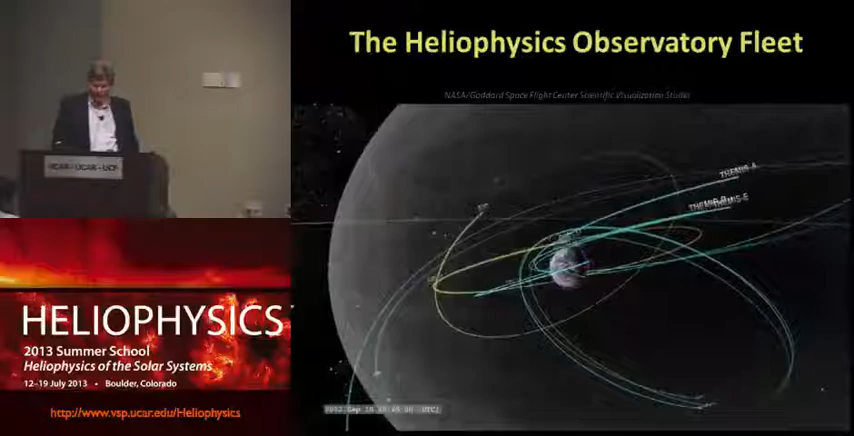 The Heliophysics Observatory Fleet
NASA/Goddard Space Flight Center Scientific Visualization Studio
THEMIS-A
THEMIS-E
HELIOPHYSICS
2013 Summer School
Heliophysics of the Solar Systems
12–19 July 2013 • Boulder, Colorado
http://www.vsp.ucar.edu/Heliophysics